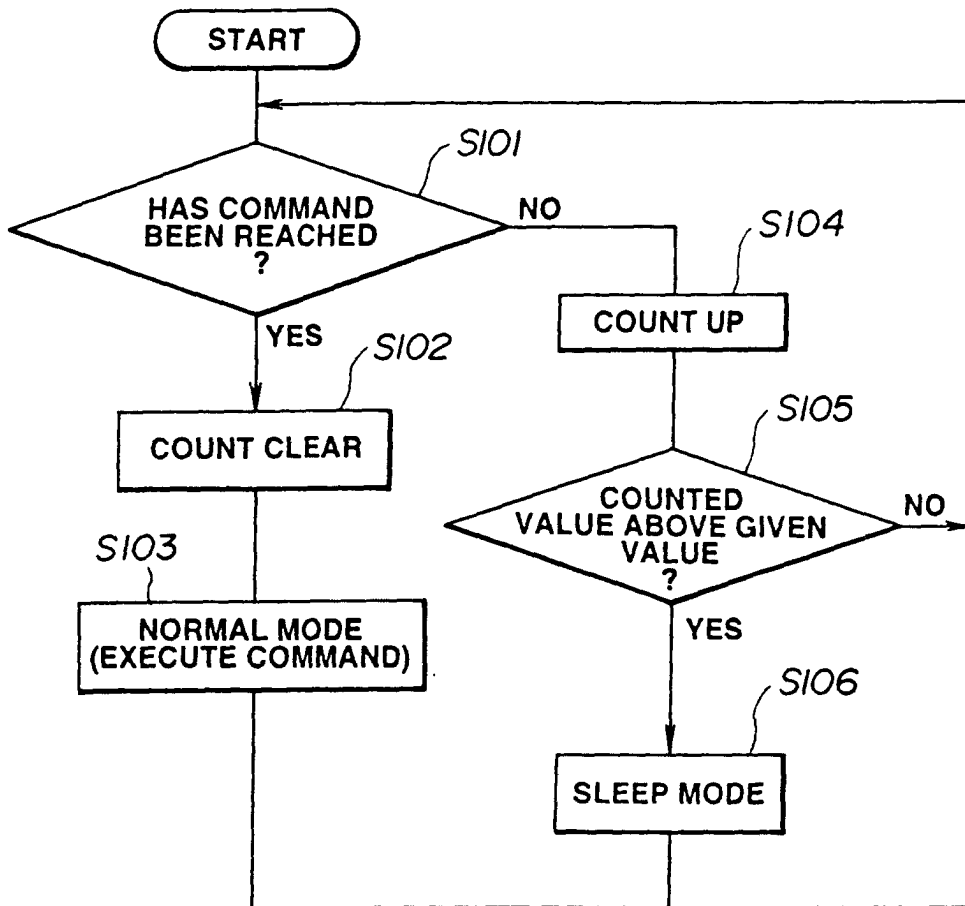 START
S101
HAS COMMAND
BEEN REACHED
?
NO
YES
S102
COUNT CLEAR
S103
NORMAL MODE
(EXECUTE COMMAND)
S104
COUNT UP
S105
COUNTED
VALUE ABOVE GIVEN
VALUE
?
NO
YES
S106
SLEEP MODE